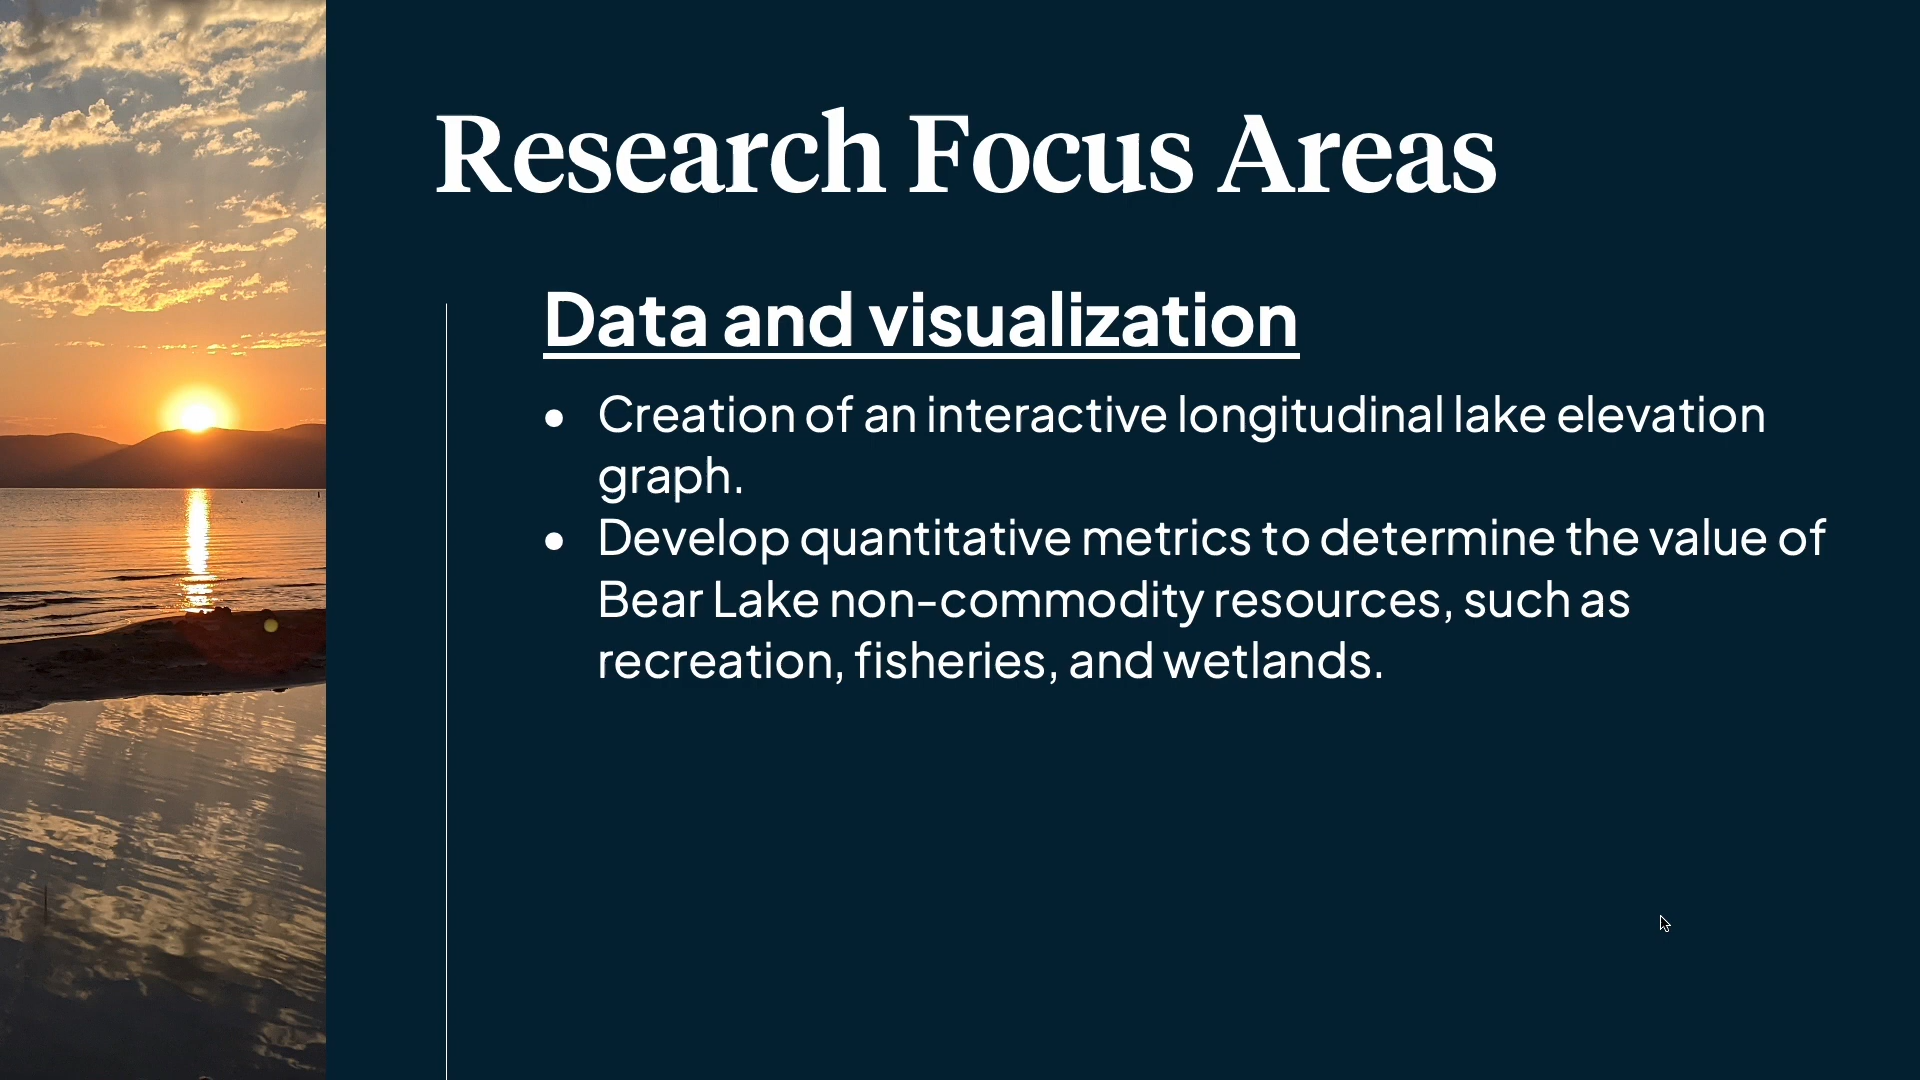 Research Focus Areas
Data and visualization
• Creation of an interactive longitudinal lake elevation
graph.
• Develop quantitative metrics to determine the value of
Bear Lake non-commodity resources, such as
recreation, fisheries, and wetlands.